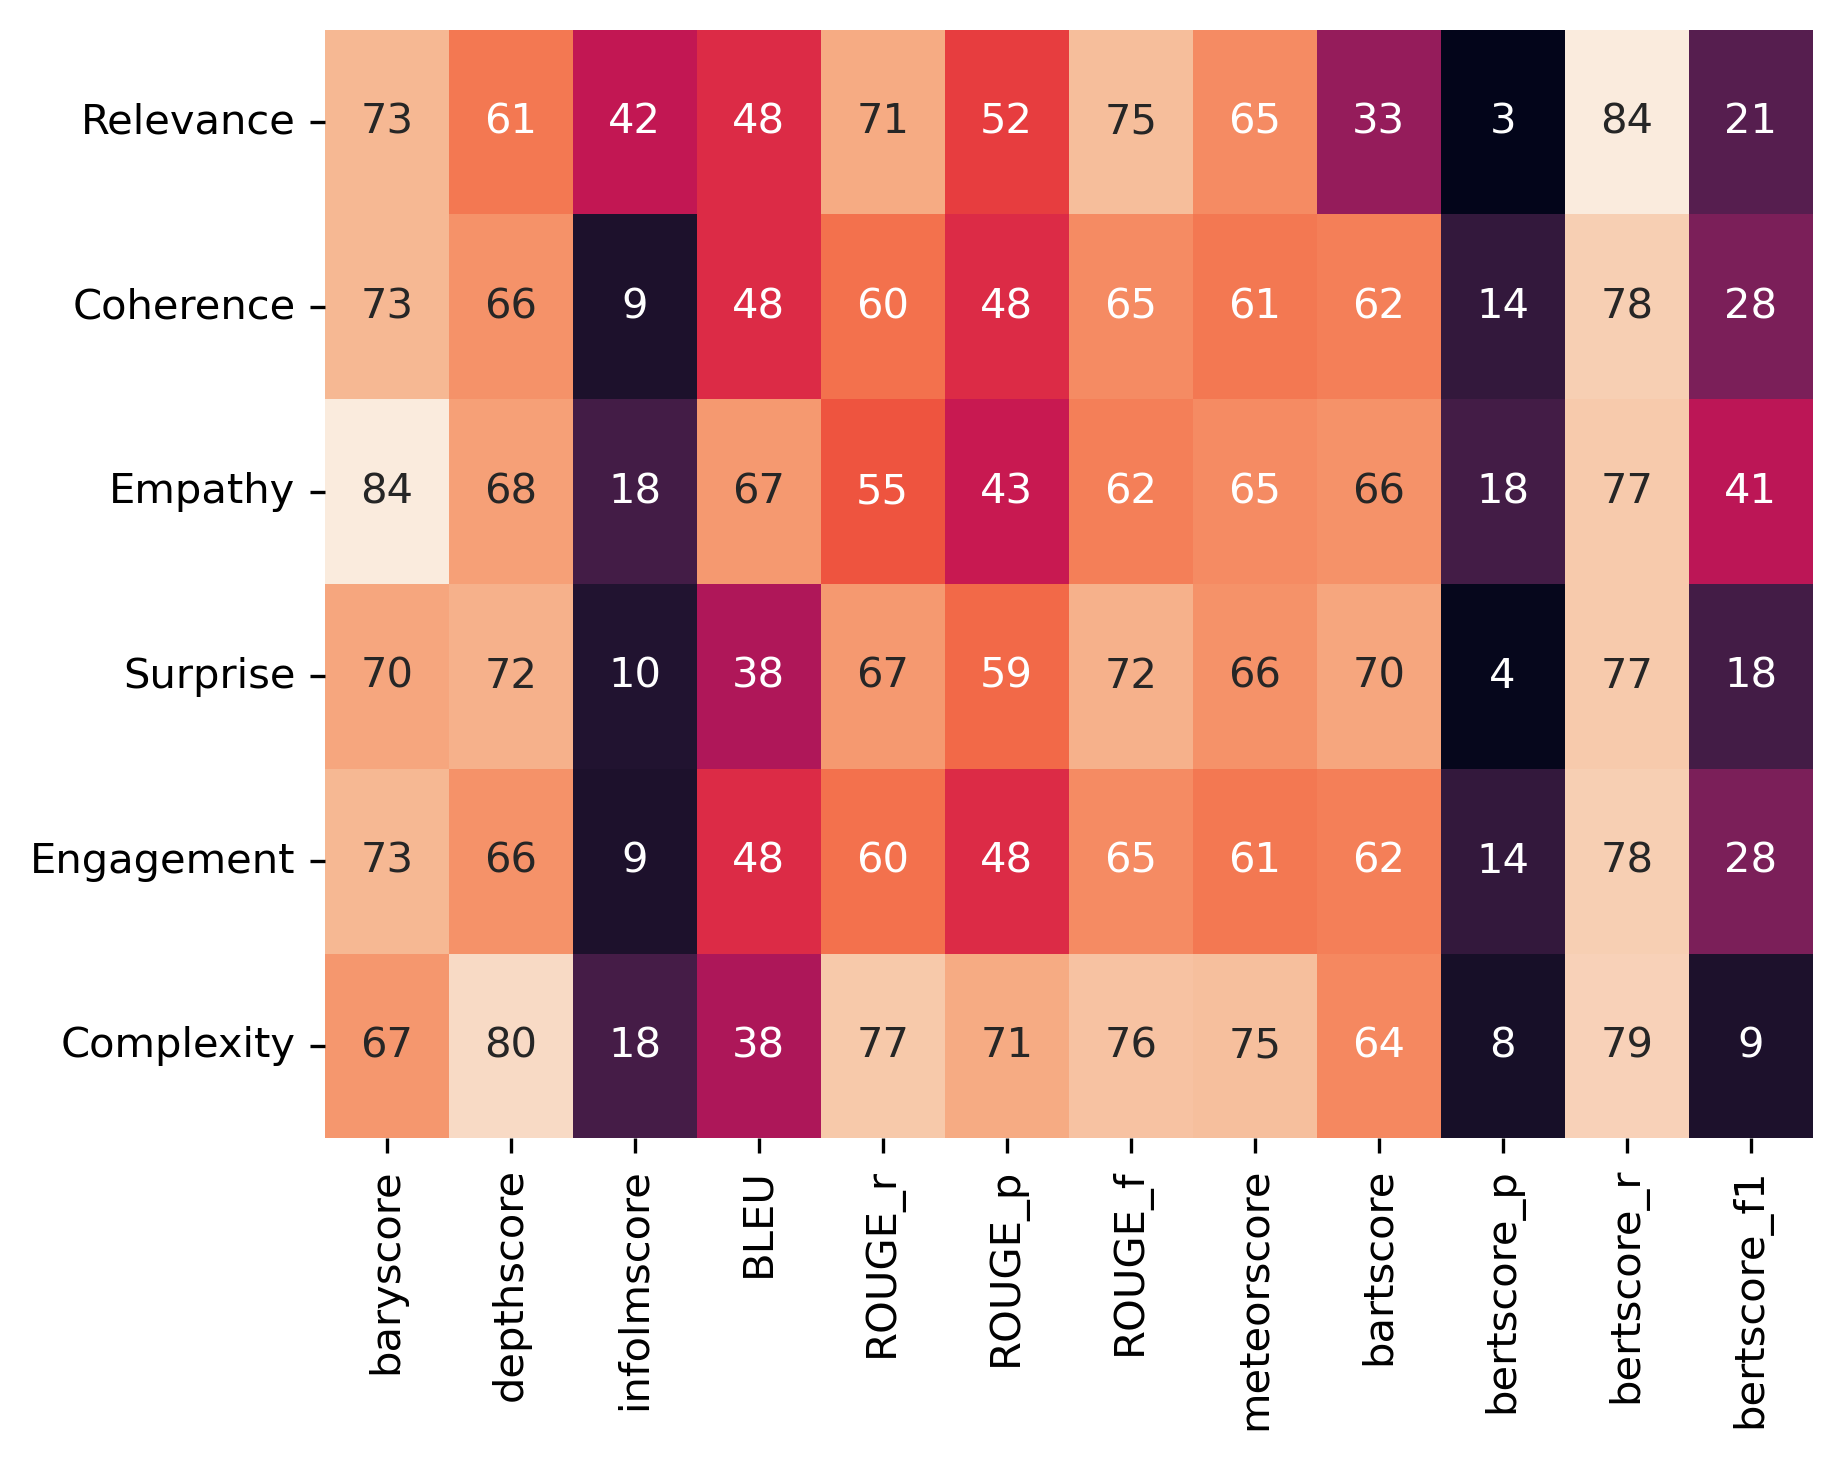 Relevance 73 61 42 48 71 52 75 65 33 3 84 21
Coherence 73 66 9 48 60 48 65 61 62 14 78 28
Empathy 84 68 18 67 55 43 62 65 66 18 77 41
Surprise 70 72 10 38 67 59 72 66 70 4 77 18
Engagement 73 66 9 48 60 48 65 61 62 14 78 28
Complexity 67 80 18 38 77 71 76 75 64 8 79 9
baryscore
depthscore
infolmscore
BLEU
ROUGE_r
ROUGE_p
ROUGE_f
meteorscore
bartscore
bertscore_p
bertscore_r
bertscore_f1